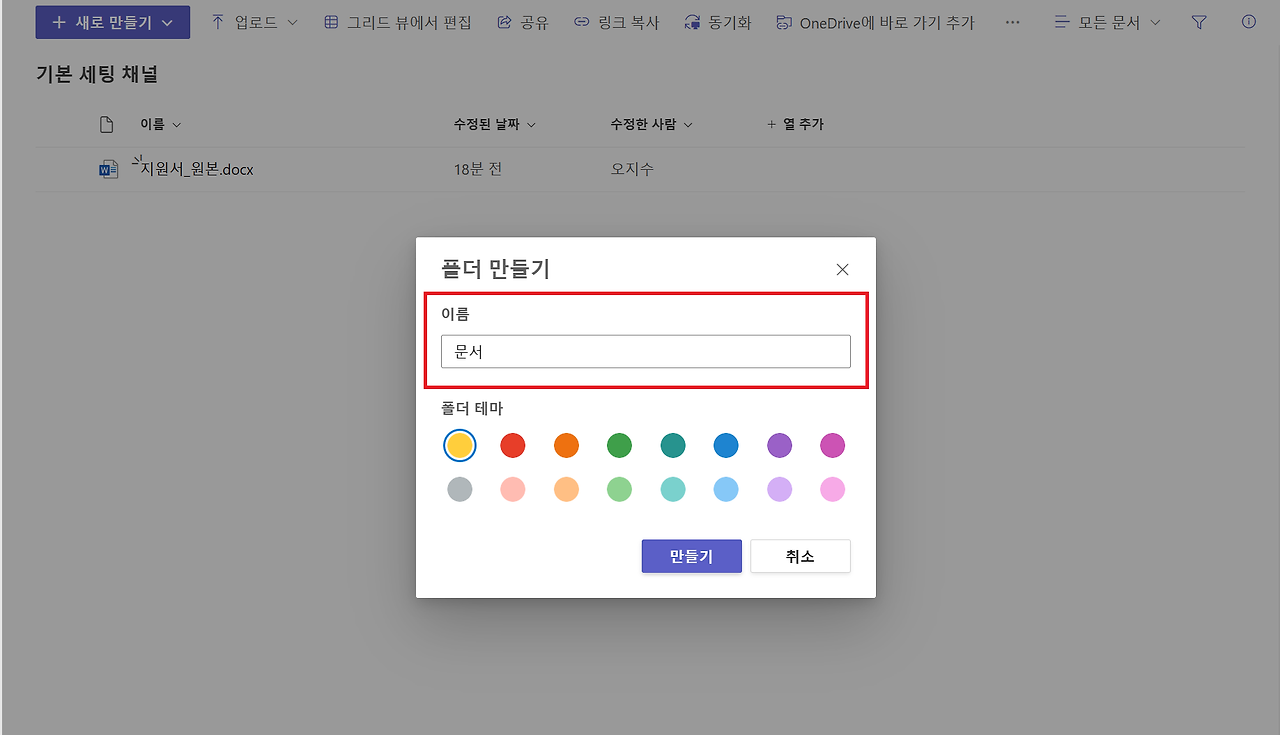 + 새로 만들기 업로드 그리드 뷰에서 편집 공유 링크 복사 동기화 OneDrive에 바로 가기 추가 ... 모든 문서
기본 세팅 채널
이름 수정된 날짜 수정한 사람 + 열 추가
지원서_원본.docx 18분 전 오지수
폴더 만들기
이름
문서
폴더 테마
만들기 취소